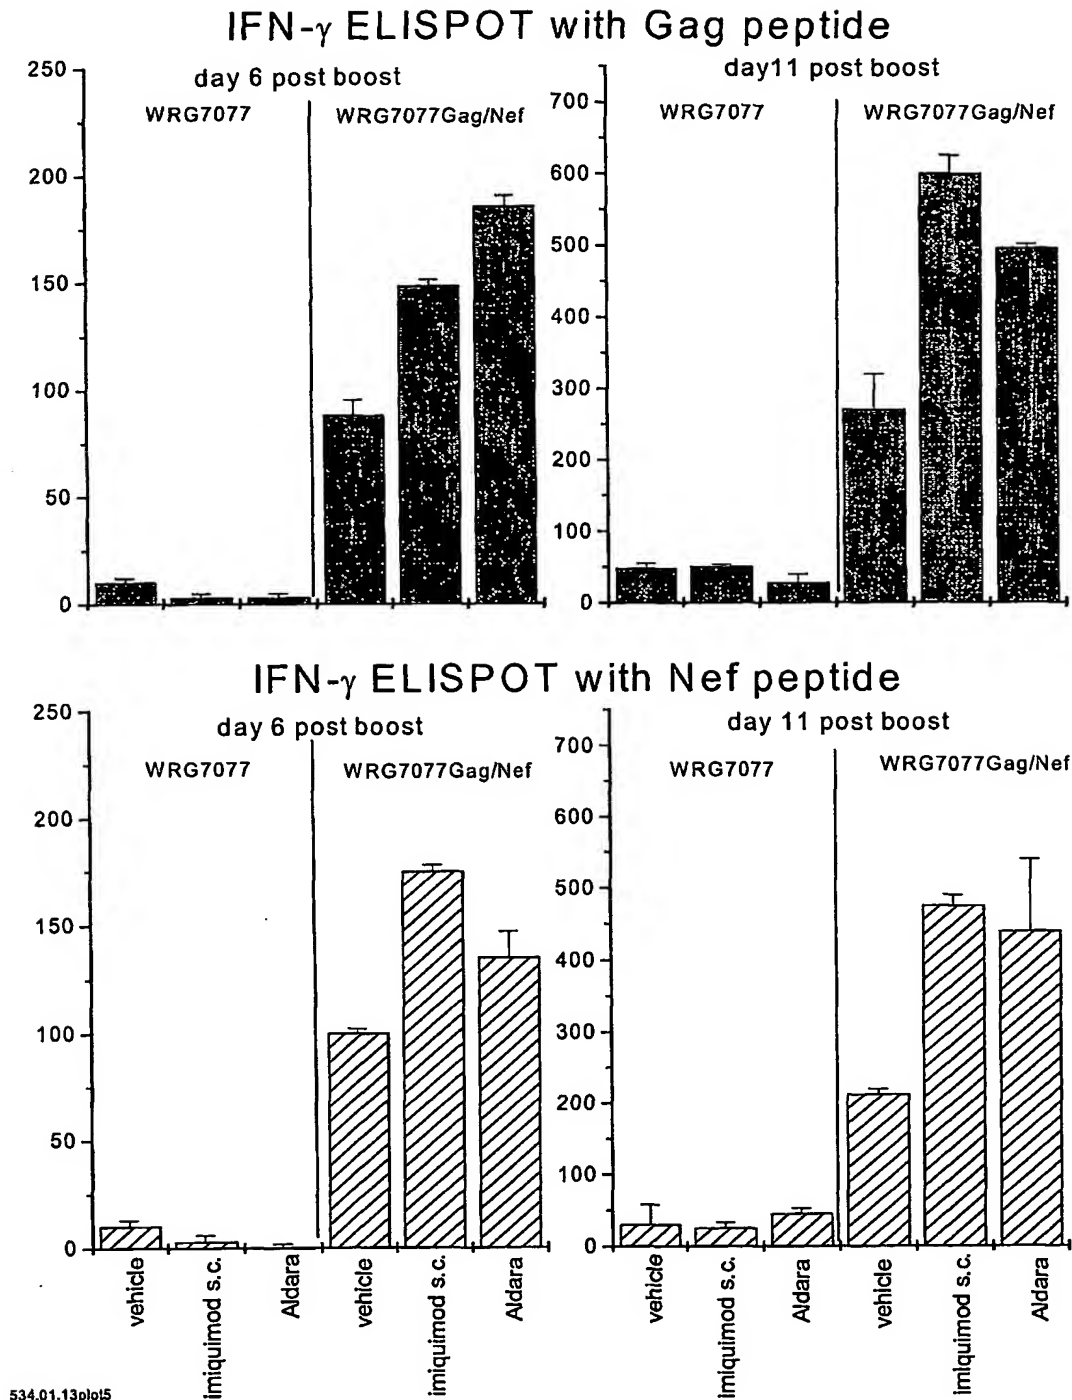 IFN-γ ELISPOT with Gag peptide
day 6 post boost
WRG7077
WRG7077Gag/Nef
250
200
150
100
50
0
day11 post boost
WRG7077
WRG7077Gag/Nef
700
600
500
400
300
200
100
0
IFN-γ ELISPOT with Nef peptide
day 6 post boost
WRG7077
WRG7077Gag/Nef
250
200
150
100
50
0
vehicle
imiquimod s.c.
Aldara
vehicle
imiquimod s.c.
Aldara
day 11 post boost
WRG7077
WRG7077Gag/Nef
700
600
500
400
300
200
100
0
vehicle
imiquimod s.c.
Aldara
vehicle
imiquimod s.c.
Aldara
534.01.13plot5